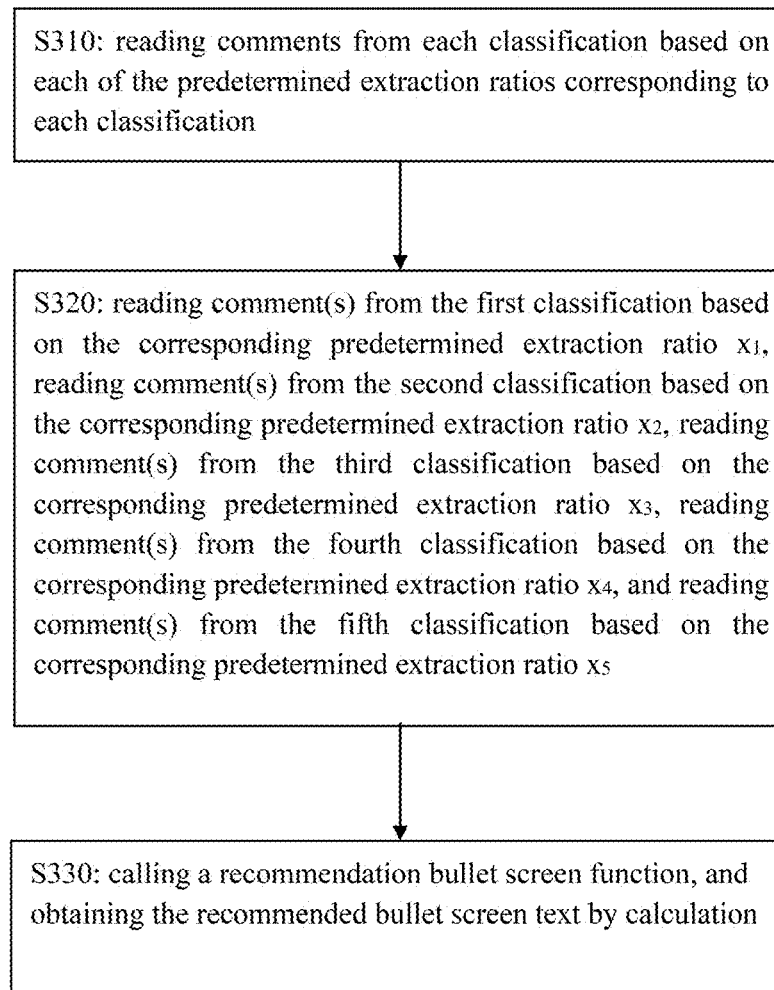 S310: reading comments from each classification based on
each of the predetermined extraction ratios corresponding to
each classification
S320: reading comment(s) from the first classification based
on the corresponding predetermined extraction ratio x₁,
reading comment(s) from the second classification based on
the corresponding predetermined extraction ratio x₂, reading
comment(s) from the third classification based on the
corresponding predetermined extraction ratio x₃, reading
comment(s) from the fourth classification based on the
corresponding predetermined extraction ratio x₄, and reading
comment(s) from the fifth classification based on the
corresponding predetermined extraction ratio x₅
S330: calling a recommendation bullet screen function, and
obtaining the recommended bullet screen text by calculation